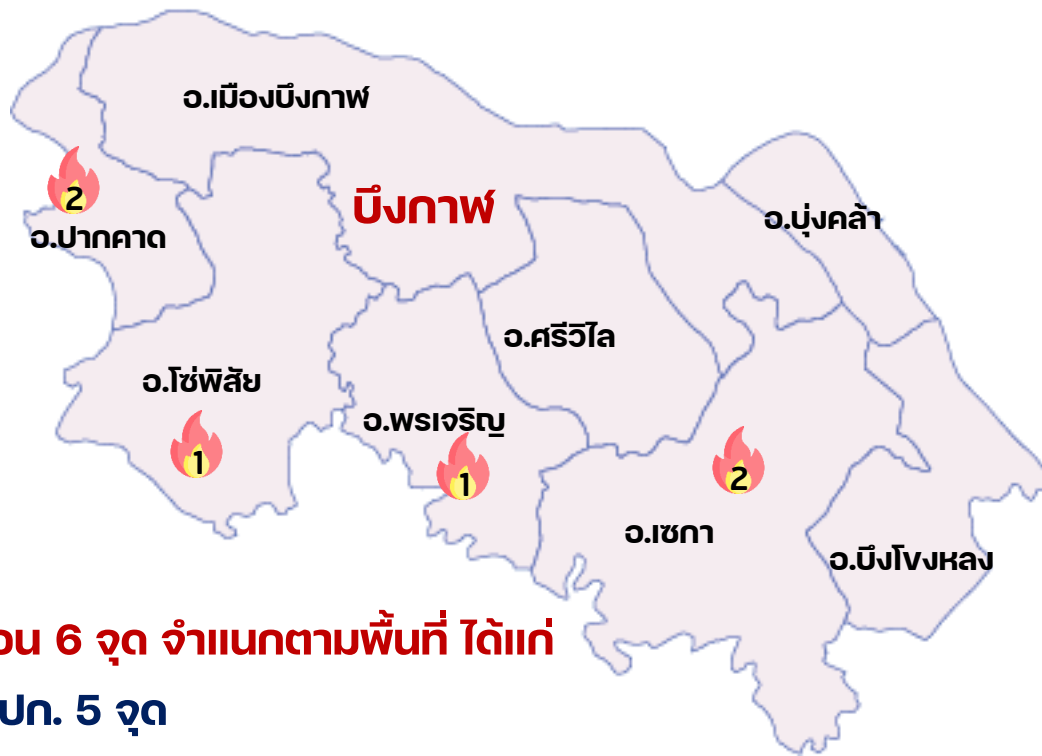 อ.เมืองบึงกาฬ
2
บึงกาฬ
อ.บุ่งคล้า
อ.ปากคาด
อ.ศรีวิไล
อ.โซ่พิสัย
อ.พรเจริญ
1
1
2
อ.เซกา
อ.บึงโขงหลง
อน 6 จุด จำแนกตามพื้นที่ ได้แก่
ปก. 5 จุด